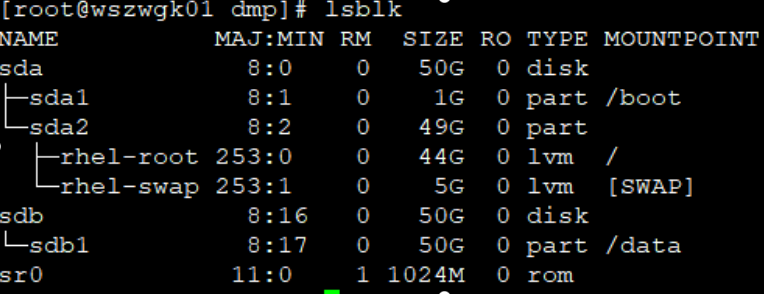 [root@wszwgk01 dmp]# lsblk
NAME          MAJ:MIN RM  SIZE RO TYPE MOUNTPOINT
sda             8:0    0   50G  0 disk
├─sda1          8:1    0    1G  0 part /boot
└─sda2          8:2    0   49G  0 part
  ├─rhel-root 253:0    0   44G  0 lvm  /
  └─rhel-swap 253:1    0    5G  0 lvm  [SWAP]
sdb             8:16   0   50G  0 disk
└─sdb1          8:17   0   50G  0 part /data
sr0            11:0    1 1024M  0 rom